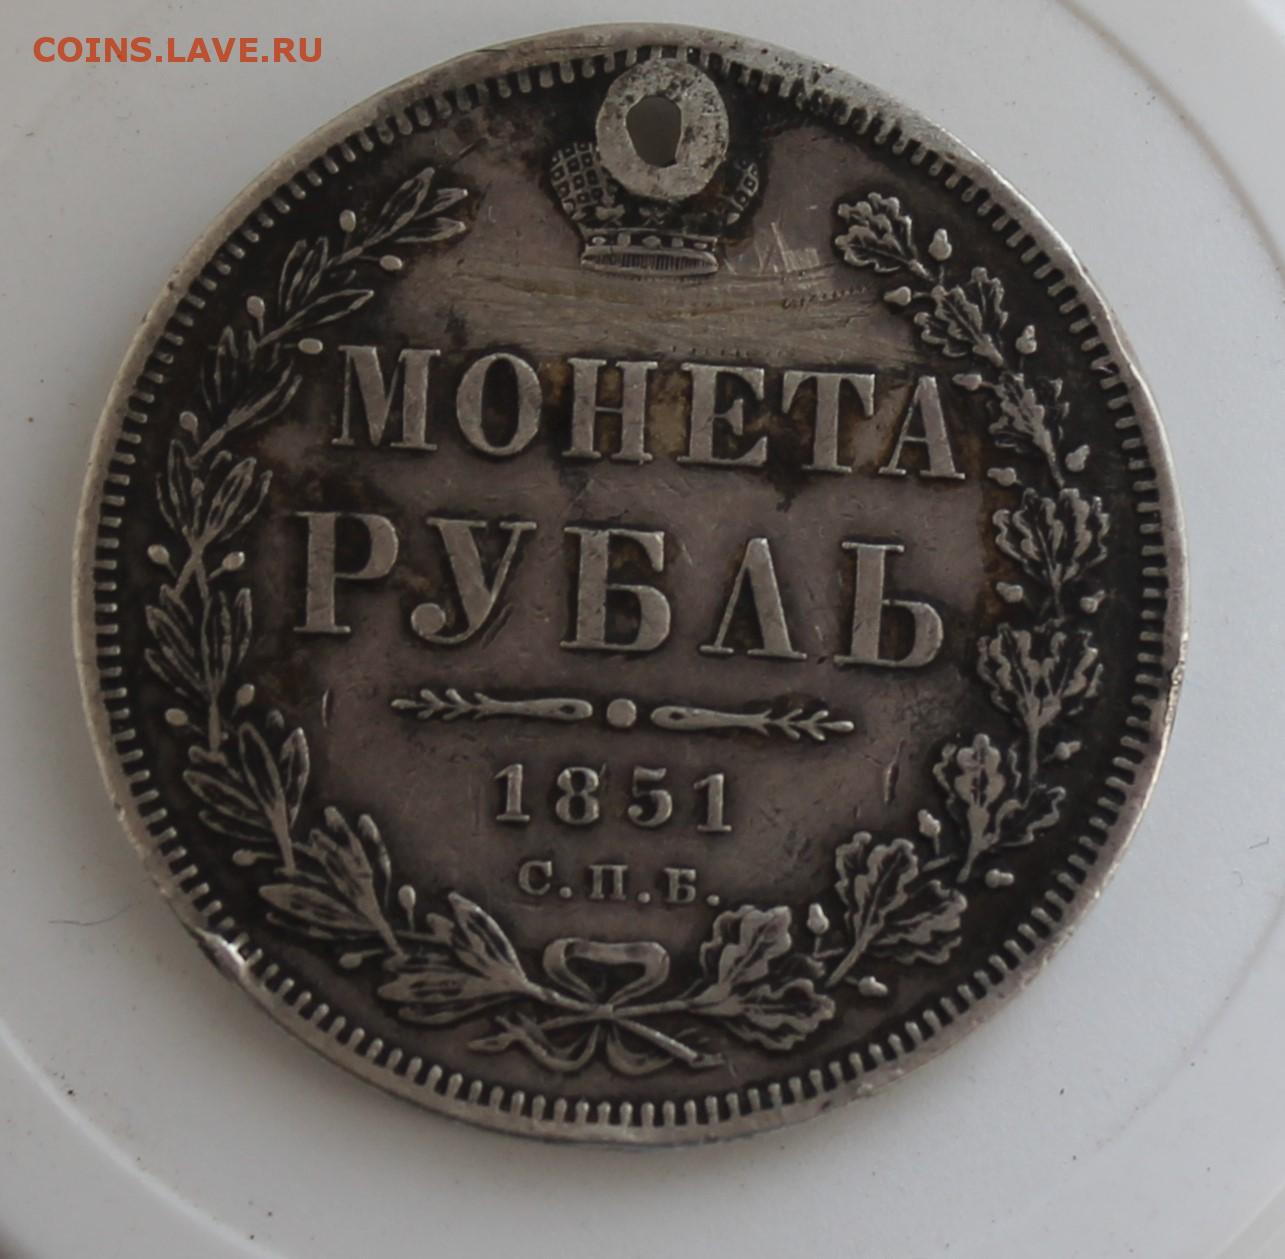 COINS.LAVE.RU
МОНЕТА
РУБЛЬ
1851
С.П.Б.